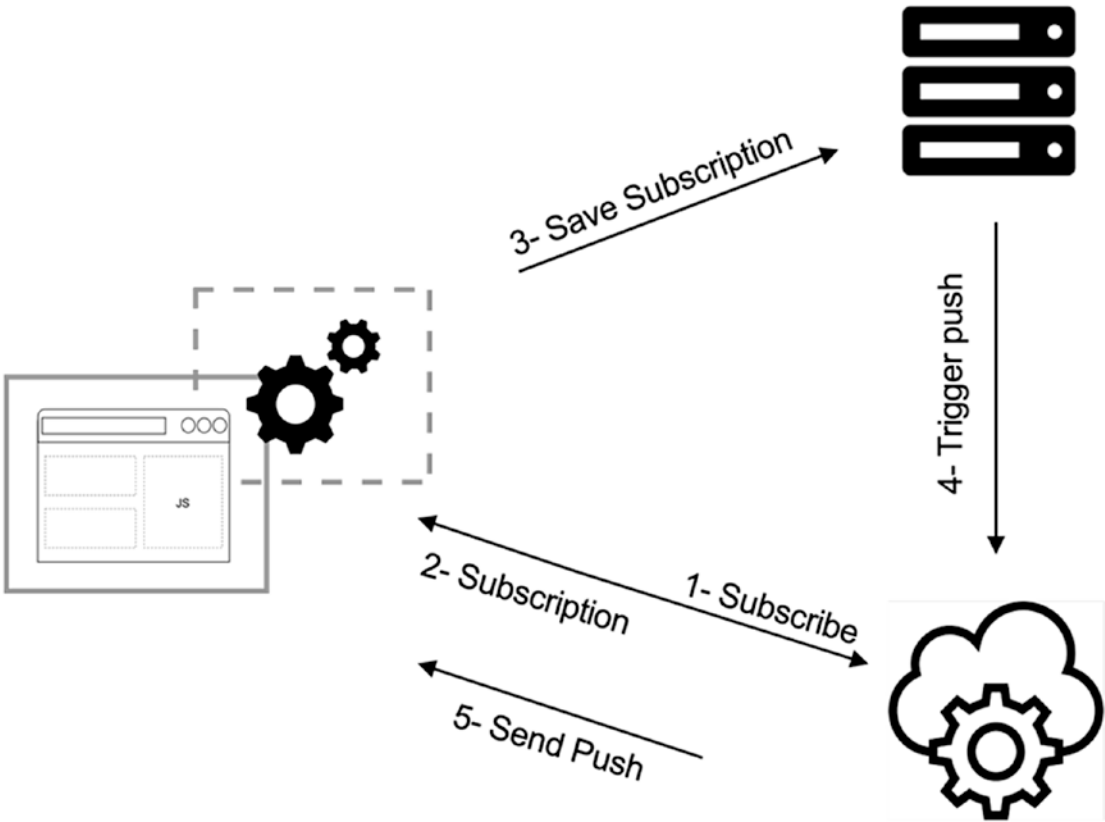 3- Save Subscription
4- Trigger push
JS
2- Subscription
1- Subscribe
5- Send Push